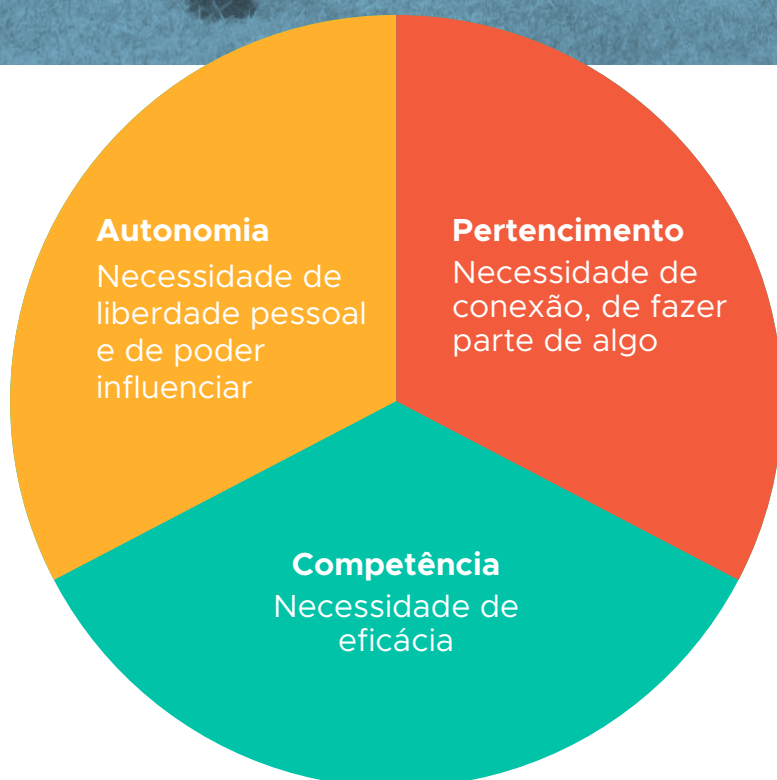 Autonomia
Necessidade de
liberdade pessoal
e de poder
influenciar
Pertencimento
Necessidade de
conexão, de fazer
parte de algo
Competência
Necessidade de
eficácia